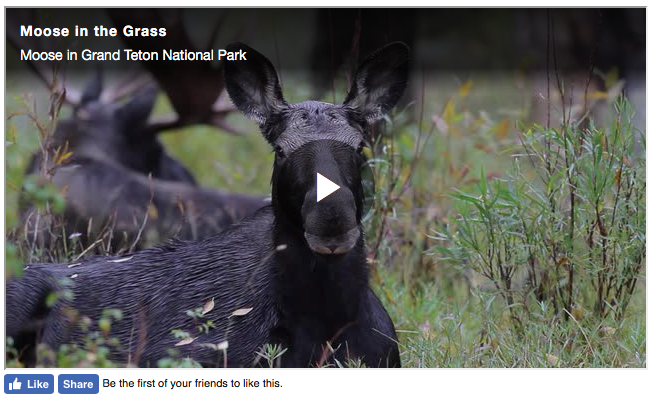 Moose in the Grass
Moose in Grand Teton National Park
Like Share Be the first of your friends to like this.